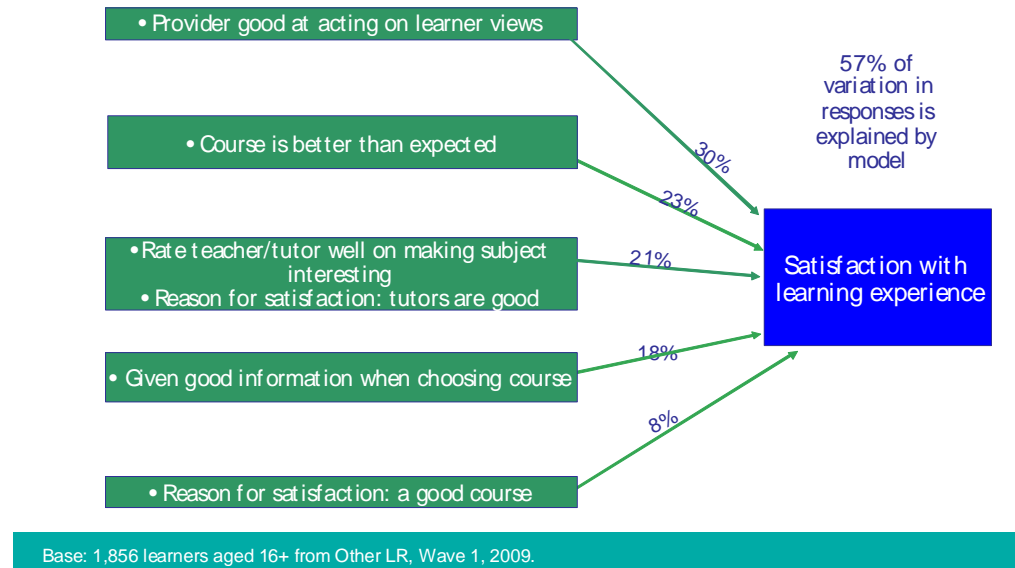 • Provider good at acting on learner views
57% of
variation in
responses is
explained by
model
• Course is better than expected
30%
23%
• Rate teacher/tutor well on making subject
interesting
• Reason for satisfaction: tutors are good
21%
Satisfaction with
learning experience
• Given good information when choosing course
18%
8%
• Reason for satisfaction: a good course
Base: 1,856 learners aged 16+ from Other LR, Wave 1, 2009.